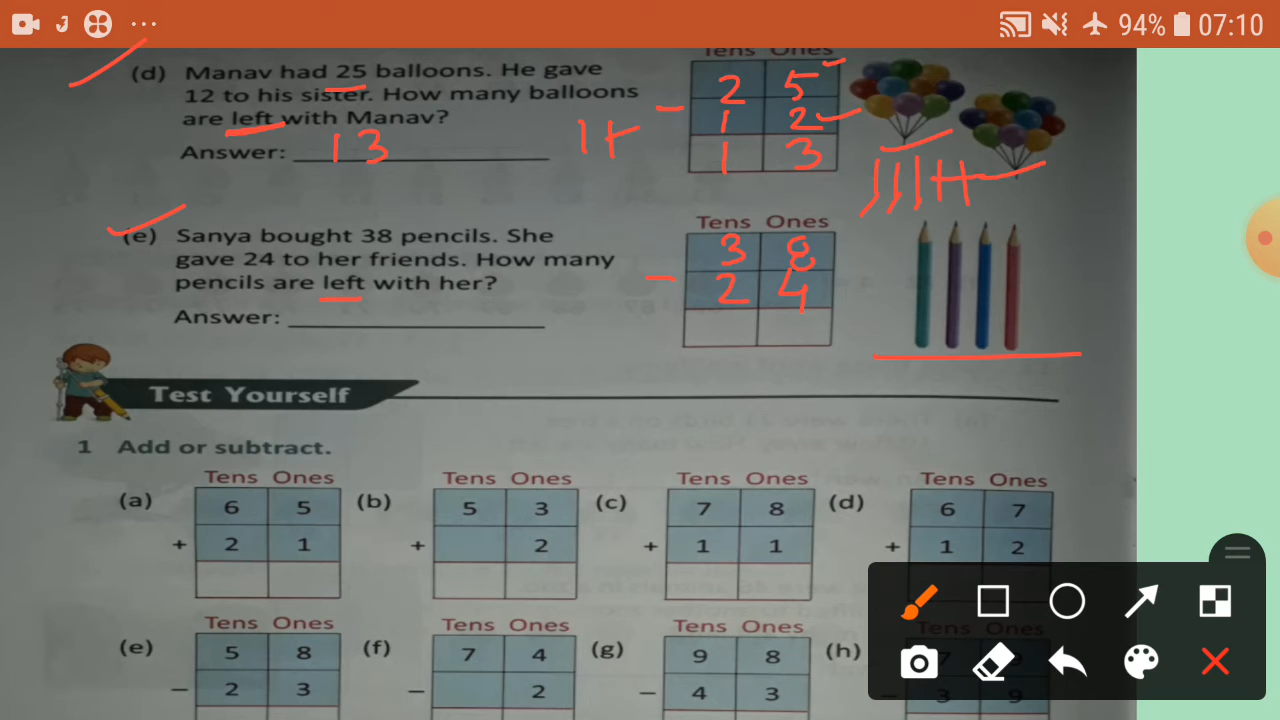 94% 07:10
Tens Ones
(d) Manav had 25 balloons. He gave
12 to his sister. How many balloons
are left with Manav?
Answer: 13
2 5
- 1 2
1 3
(e) Sanya bought 38 pencils. She
gave 24 to her friends. How many
pencils are left with her?
Answer:
Tens Ones
3 8
- 2 4
Test Yourself
1 Add or subtract.
Tens Ones Tens Ones Tens Ones Tens Ones
(a) 6 5 (b) 5 3 (c) 7 8 (d) 6 7
+ 2 1 + 2 + 1 1 + 1 2
Tens Ones Tens Ones Tens Ones Tens Ones
(e) 5 8 (f) 7 4 (g) 9 8 (h) 7
- 2 3 - 2 - 4 3 - 3 9